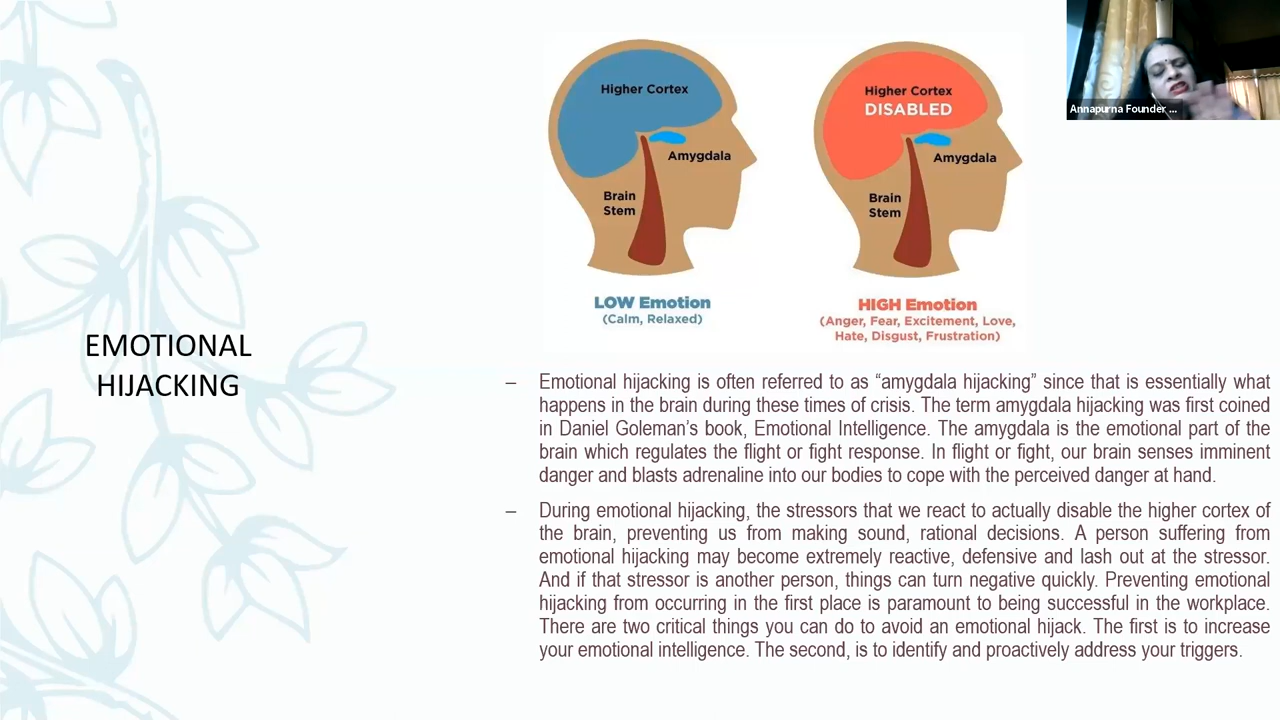 Higher Cortex
Amygdala
Brain
Stem
LOW Emotion
(Calm, Relaxed)
Higher Cortex
DISABLED
Amygdala
Brain
Stem
HIGH Emotion
(Anger, Fear, Excitement, Love,
Hate, Disgust, Frustration)
Annapurna Founder ...
EMOTIONAL
HIJACKING
– Emotional hijacking is often referred to as “amygdala hijacking” since that is essentially what
happens in the brain during these times of crisis. The term amygdala hijacking was first coined
in Daniel Goleman’s book, Emotional Intelligence. The amygdala is the emotional part of the
brain which regulates the flight or fight response. In flight or fight, our brain senses imminent
danger and blasts adrenaline into our bodies to cope with the perceived danger at hand.
– During emotional hijacking, the stressors that we react to actually disable the higher cortex of
the brain, preventing us from making sound, rational decisions. A person suffering from
emotional hijacking may become extremely reactive, defensive and lash out at the stressor.
And if that stressor is another person, things can turn negative quickly. Preventing emotional
hijacking from occurring in the first place is paramount to being successful in the workplace.
There are two critical things you can do to avoid an emotional hijack. The first is to increase
your emotional intelligence. The second, is to identify and proactively address your triggers.